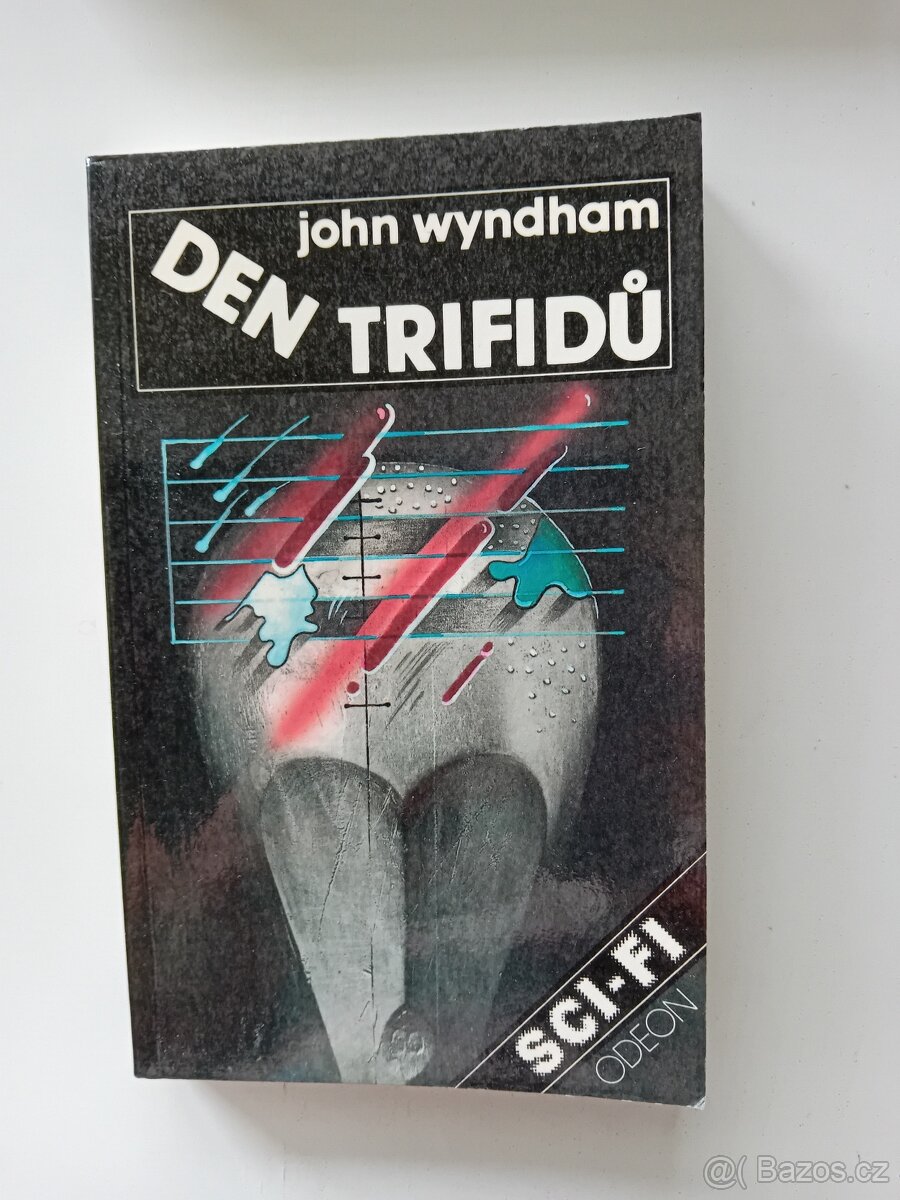 john wyndham
DEN
TRIFIDŮ
SCI-FI
ODEON
@( Bazos.cz